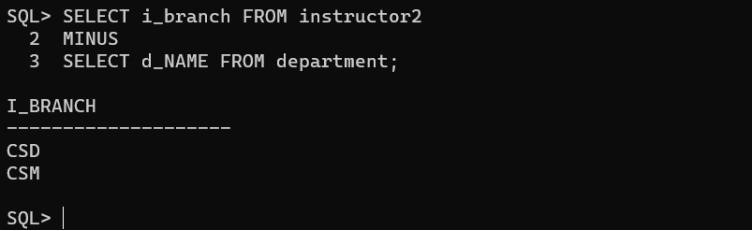 SQL> SELECT i_branch FROM instructor2
  2  MINUS
  3  SELECT d_NAME FROM department;
I_BRANCH
--------------------
CSD
CSM
SQL>